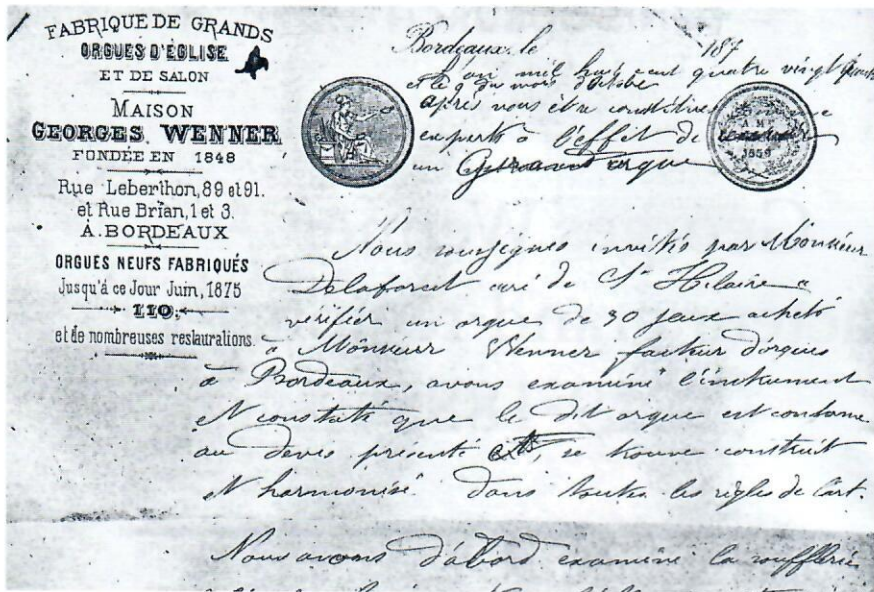 FABRIQUE DE GRANDS
ORGUES D'ÉGLISE
ET DE SALON
MAISON
GEORGES WENNER
FONDÉE EN 1848
Rue Leberthon, 89 et 91.
et Rue Brian, 1 et 3.
À BORDEAUX
ORGUES NEUFS FABRIQUÉS
Jusqu'à ce Jour Juin, 1875
110,
et de nombreuses restaurations.
Bordeaux, le 187
l'an mil huit cent quatre vingt
et le 9 du mois d'octobre
après nous être constitués
experts à l'effet de
un Grand orgue
1859
Nous soussignés invités par Monsieur
Delaforcet curé de St Hilaire a
vérifier un orgue de 30 jeux acheté
à Monsieur Wenner facteur d'orgues
à Bordeaux, avons examiné l'instrument
et constaté que le dit orgue est conforme
au devis présenté se trouve construit
et harmonisé dans toutes les règles de l'art.
Nous avons d'abord examiné la soufflerie